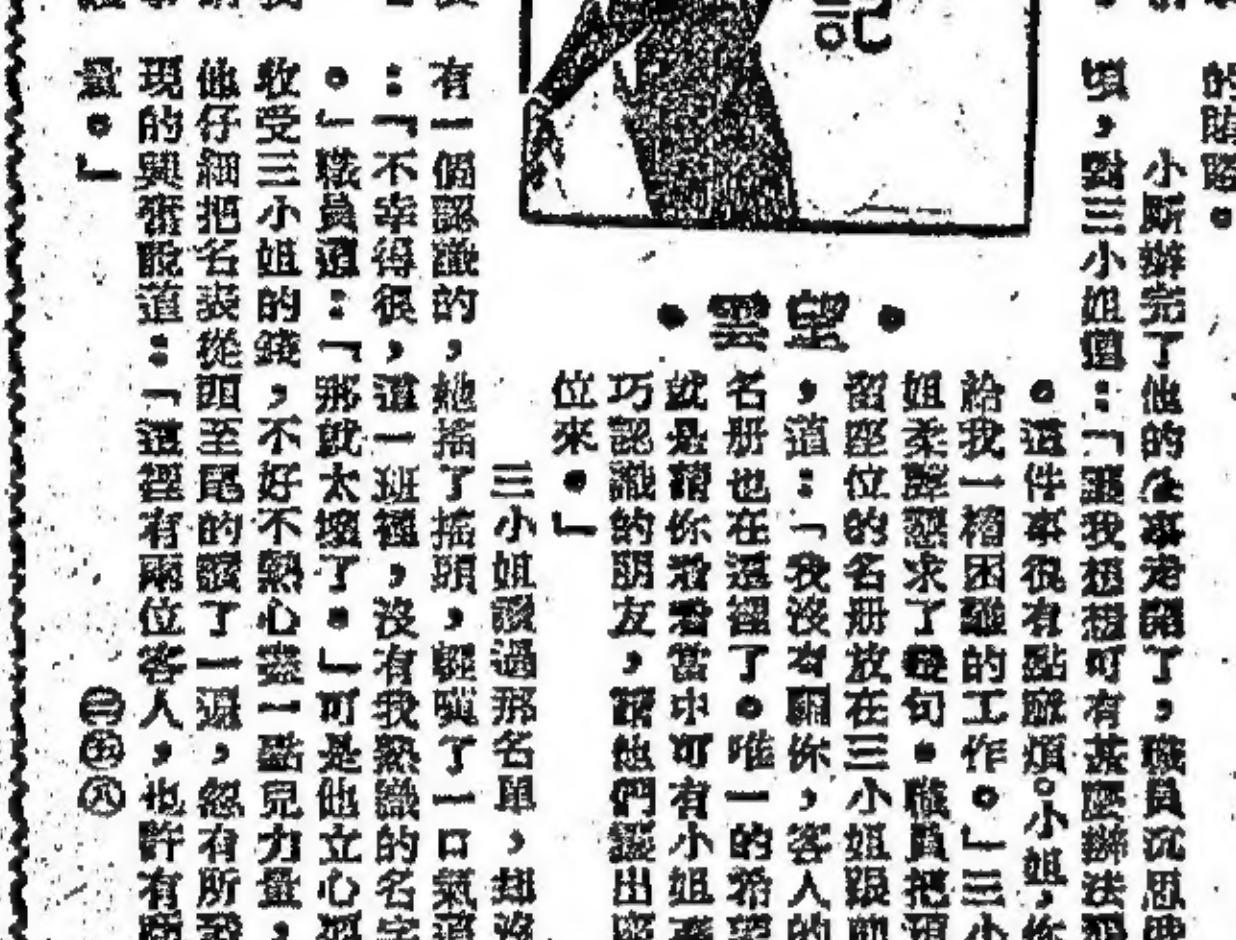 的
小斯辦完了他的公事走開了，職員沉思
頃，對三小姐道：「讓我想想可有甚麼辦法
。這件事很有點麻煩。小姐，你
給我一樁困難的工作。」三小
姐柔聲懇求了幾句。職員把
留座位的名册放在三小姐跟前
，道：「我沒有騙你，客人的
名册也在這裡了。唯一的希望
就是請你看看當中可有小姐
巧認識的朋友，請他們讓出
位來。」
記
•望雲•
三小姐讀過那名單，却沒
有一個認識的，她搖了搖頭，輕嘆了一口氣道
：「不幸得很，這一班裡，沒有我熟識的名字
。」職員道：「那就太壞了。」可是他立心
收受三小姐的錢，不好不熱心盡一點兒力量，
他仔細把名表從頭至尾的讀了一遍，忽有所發
現的興奮說道：「這裡有兩位客人，也許有
量。」
㊁㊄㊇